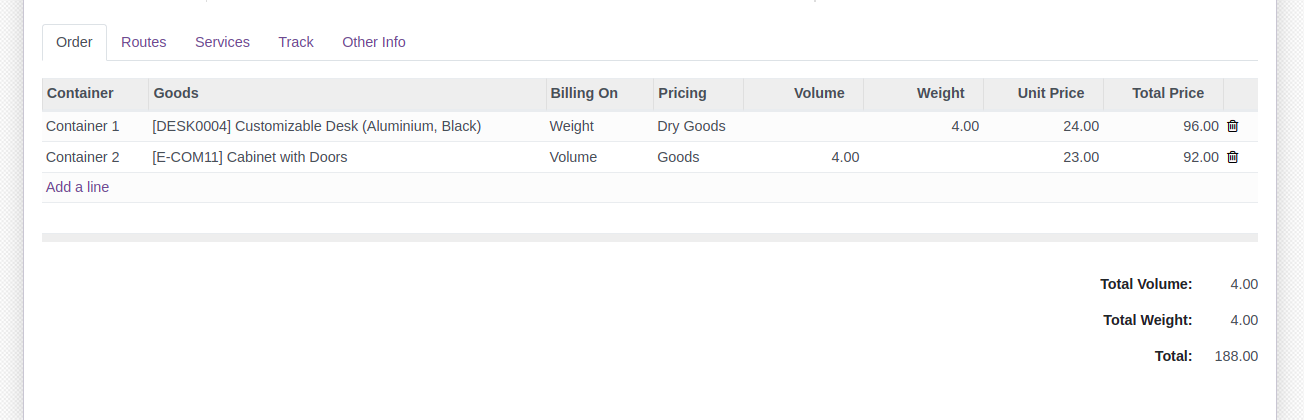 Order Routes Services Track Other Info
Container Goods Billing On Pricing Volume Weight Unit Price Total Price
Container 1 [DESK0004] Customizable Desk (Aluminium, Black) Weight Dry Goods 4.00 24.00 96.00
Container 2 [E-COM11] Cabinet with Doors Volume Goods 4.00 23.00 92.00
Add a line
Total Volume: 4.00
Total Weight: 4.00
Total: 188.00